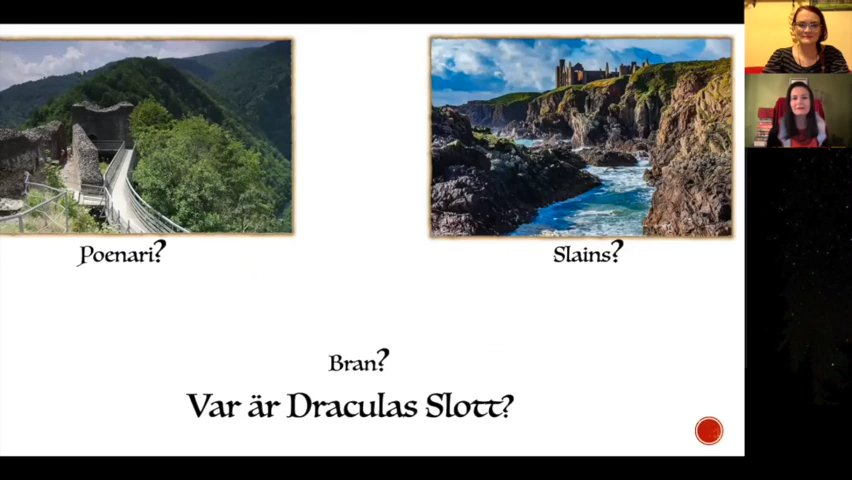 Poenari?
Slains?
Bran?
Var är Draculas Slott?